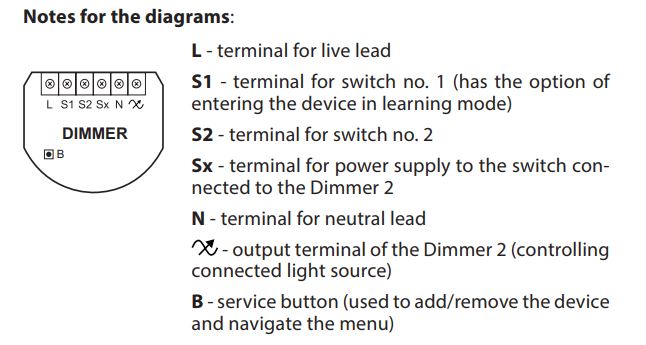 Notes for the diagrams:
L - terminal for live lead
S1 - terminal for switch no. 1 (has the option of
entering the device in learning mode)
S2 - terminal for switch no. 2
Sx - terminal for power supply to the switch con-
nected to the Dimmer 2
N - terminal for neutral lead
- output terminal of the Dimmer 2 (controlling
connected light source)
B - service button (used to add/remove the device
and navigate the menu)
L S1 S2 Sx N
DIMMER
B